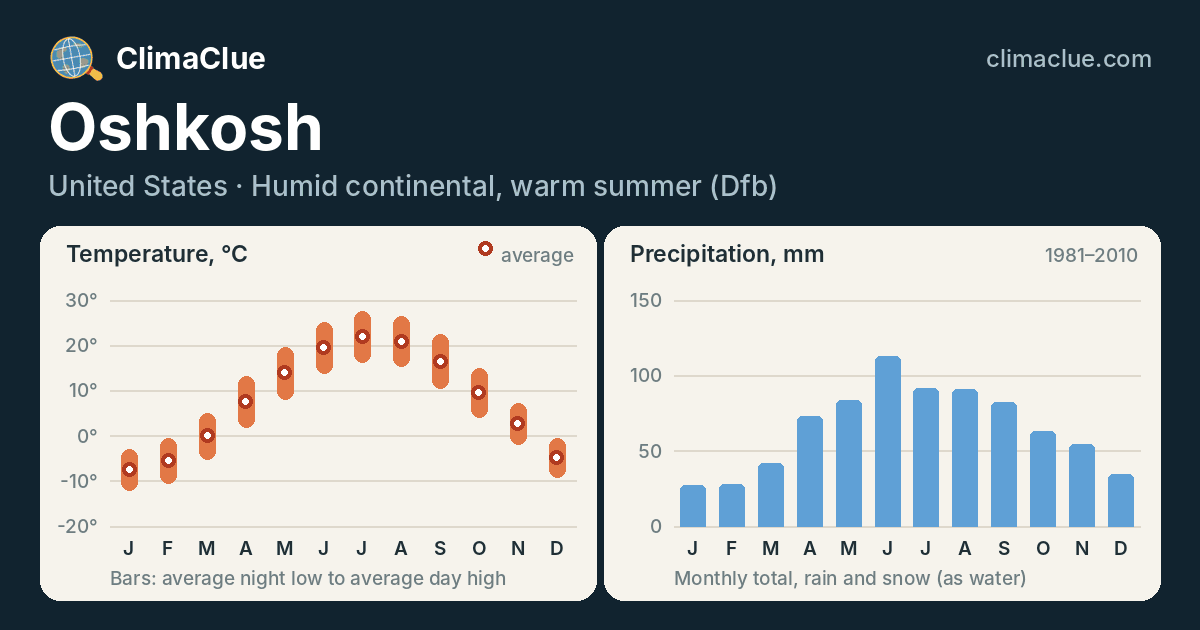 ClimaClue
climaclue.com
Oshkosh
United States · Humid continental, warm summer (Dfb)
Temperature, °C
average
30°
20°
10°
0°
-10°
-20°
J F M A M J J A S O N D
Bars: average night low to average day high
Precipitation, mm
1981–2010
150
100
50
0
J F M A M J J A S O N D
Monthly total, rain and snow (as water)